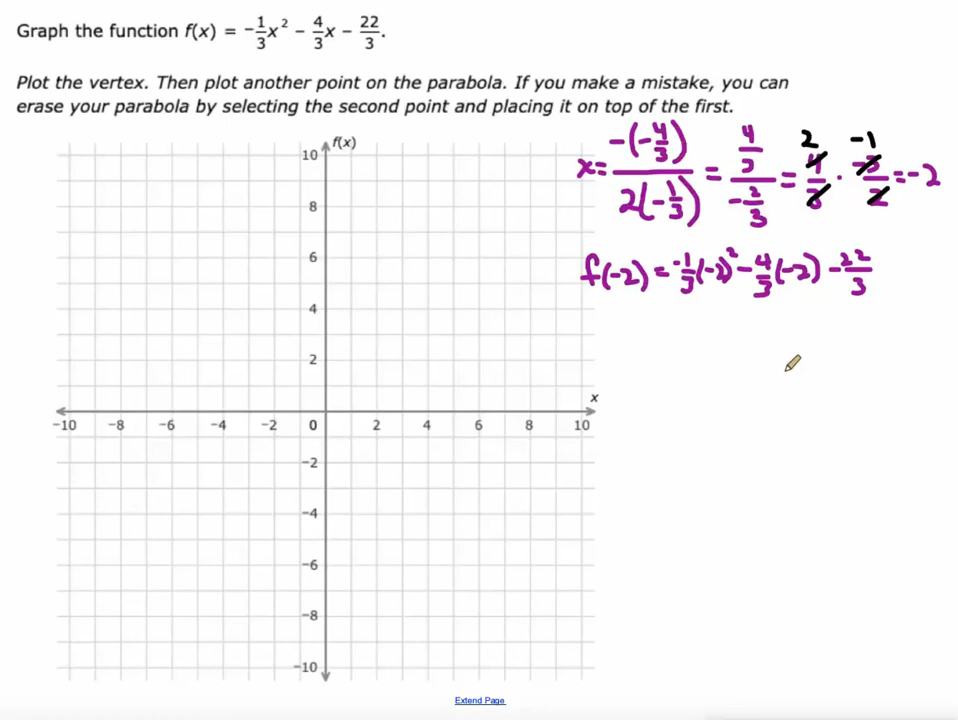 Graph the function f(x) = -1/3x² - 4/3x - 22/3.
Plot the vertex. Then plot another point on the parabola. If you make a mistake, you can
erase your parabola by selecting the second point and placing it on top of the first.
f(x)
10
8
6
4
2
x
-10 -8 -6 -4 -2 0 2 4 6 8 10
-2
-4
-6
-8
-10
x = -(-4/3) / 2(-1/3) = 4/3 / -2/3 = 4/3 · -3/2 = -2
2 -1
f(-2) = -1/3(-2)² - 4/3(-2) - 22/3
Extend Page